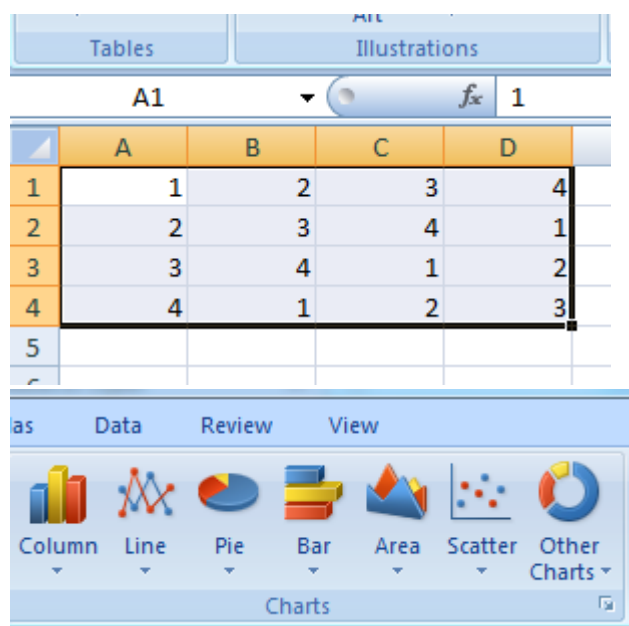 Art
Tables Illustrations
A1 fx 1
A B C D
1 1 2 3 4
2 2 3 4 1
3 3 4 1 2
4 4 1 2 3
5
Data Review View
Column Line Pie Bar Area Scatter Other Charts
Charts